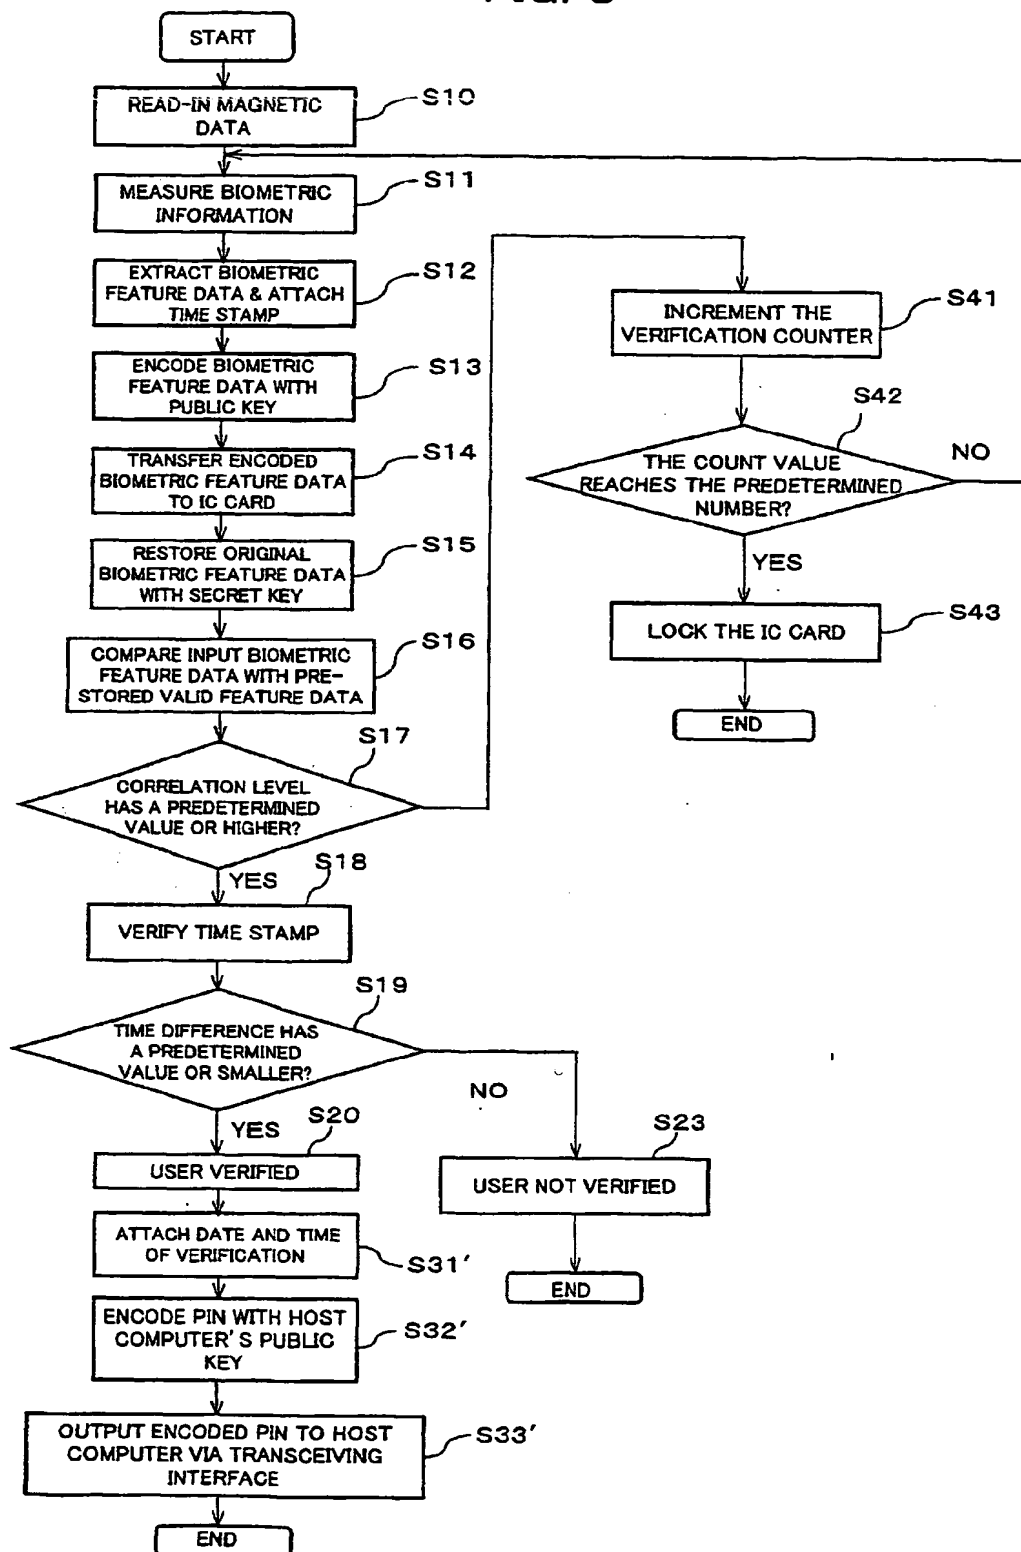 START
READ-IN MAGNETIC
DATA
S10
MEASURE BIOMETRIC
INFORMATION
S11
EXTRACT BIOMETRIC
FEATURE DATA & ATTACH
TIME STAMP
S12
ENCODE BIOMETRIC
FEATURE DATA WITH
PUBLIC KEY
S13
TRANSFER ENCODED
BIOMETRIC FEATURE DATA
TO IC CARD
S14
RESTORE ORIGINAL
BIOMETRIC FEATURE DATA
WITH SECRET KEY
S15
COMPARE INPUT BIOMETRIC
FEATURE DATA WITH PRE-
STORED VALID FEATURE DATA
S16
CORRELATION LEVEL
HAS A PREDETERMINED
VALUE OR HIGHER?
S17
YES
VERIFY TIME STAMP
S18
TIME DIFFERENCE HAS
A PREDETERMINED
VALUE OR SMALLER?
S19
NO
YES
USER VERIFIED
S20
ATTACH DATE AND TIME
OF VERIFICATION
S31'
ENCODE PIN WITH HOST
COMPUTER'S PUBLIC
KEY
S32'
OUTPUT ENCODED PIN TO HOST
COMPUTER VIA TRANSCEIVING
INTERFACE
S33'
END
USER NOT VERIFIED
S23
END
INCREMENT THE
VERIFICATION COUNTER
S41
THE COUNT VALUE
REACHES THE PREDETERMINED
NUMBER?
S42
NO
YES
LOCK THE IC CARD
S43
END